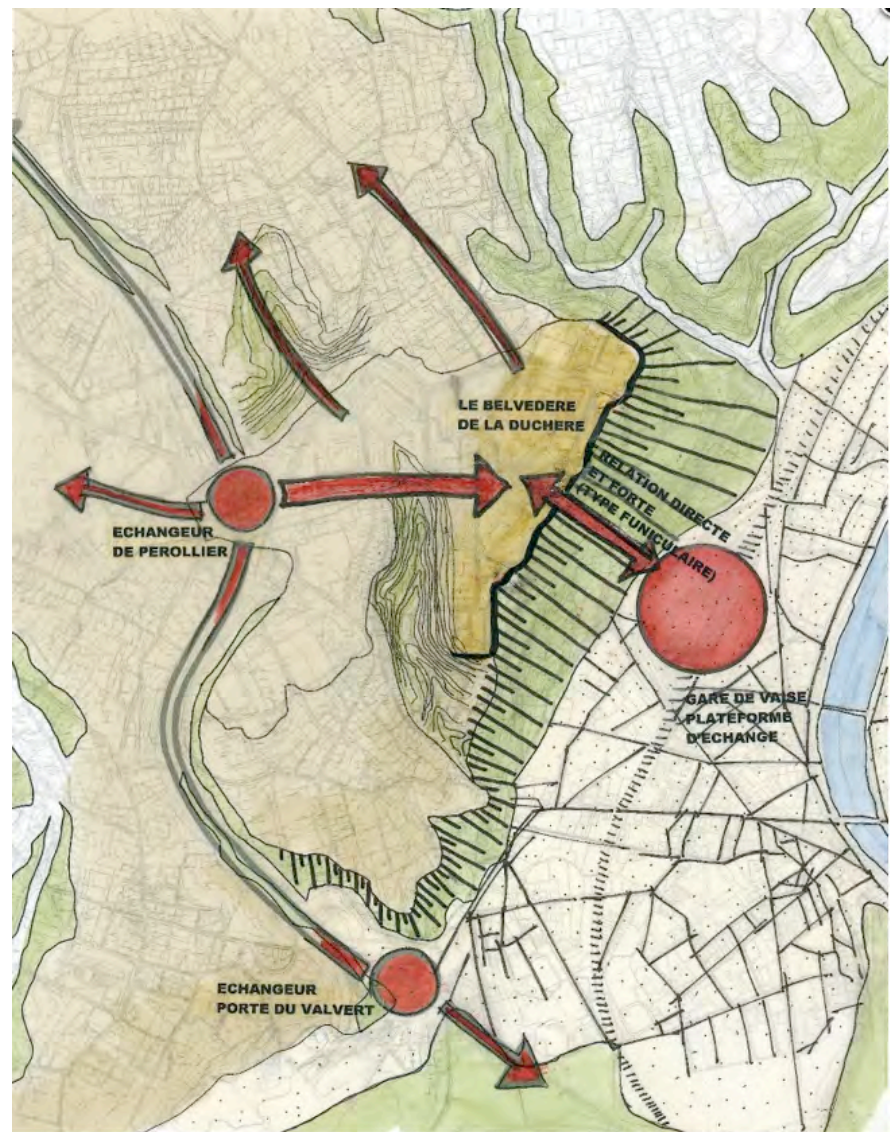 LE BELVEDERE
DE LA DUCHERE
RELATION DIRECTE
ET FORTE
(TYPE FUNICULAIRE)
ECHANGEUR
DE PEROLLIER
GARE DE VAISE
PLATEFORME
D'ECHANGE
ECHANGEUR
PORTE DU VALVERT